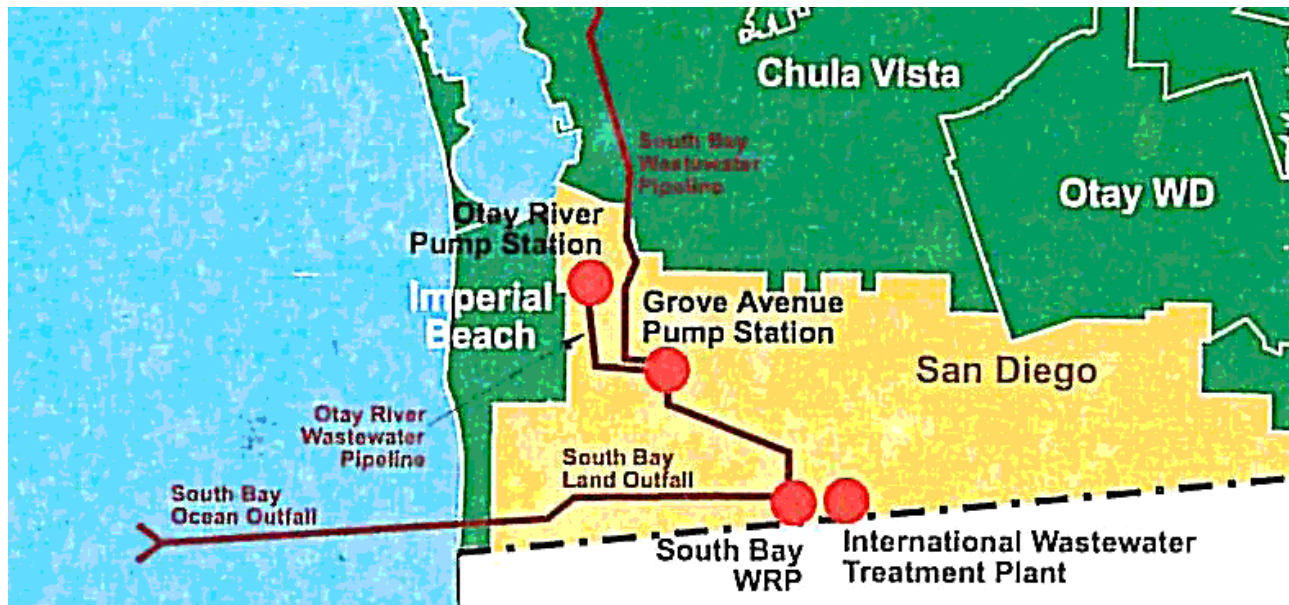 Chula Vista
South Bay
Wastewater
Pipeline
Otay WD
Otay River
Pump Station
Imperial
Beach
Grove Avenue
Pump Station
San Diego
Otay River
Wastewater
Pipeline
South Bay
Land Outfall
South Bay
Ocean Outfall
South Bay
WRP
International Wastewater
Treatment Plant